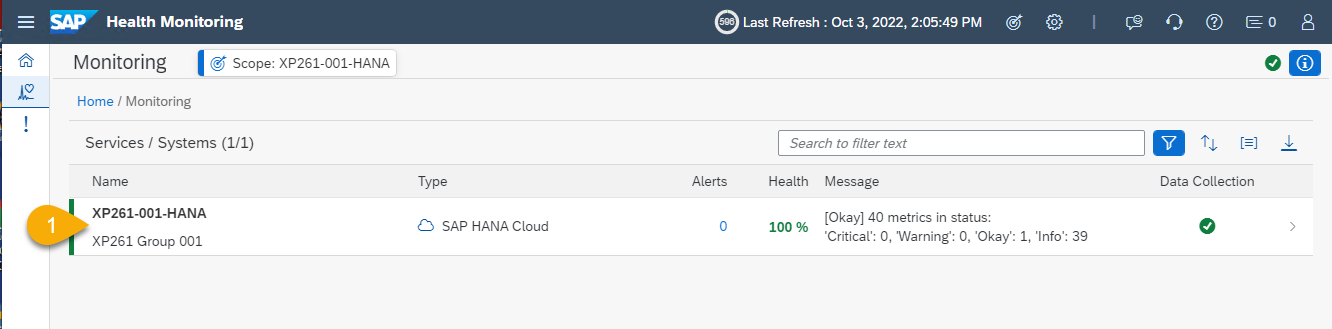 SAP Health Monitoring
596 Last Refresh : Oct 3, 2022, 2:05:49 PM
0
Monitoring
Scope: XP261-001-HANA
Home / Monitoring
Services / Systems (1/1)
Search to filter text
Name Type Alerts Health Message Data Collection
1
XP261-001-HANA
XP261 Group 001
SAP HANA Cloud
0
100 %
[Okay] 40 metrics in status:
'Critical': 0, 'Warning': 0, 'Okay': 1, 'Info': 39